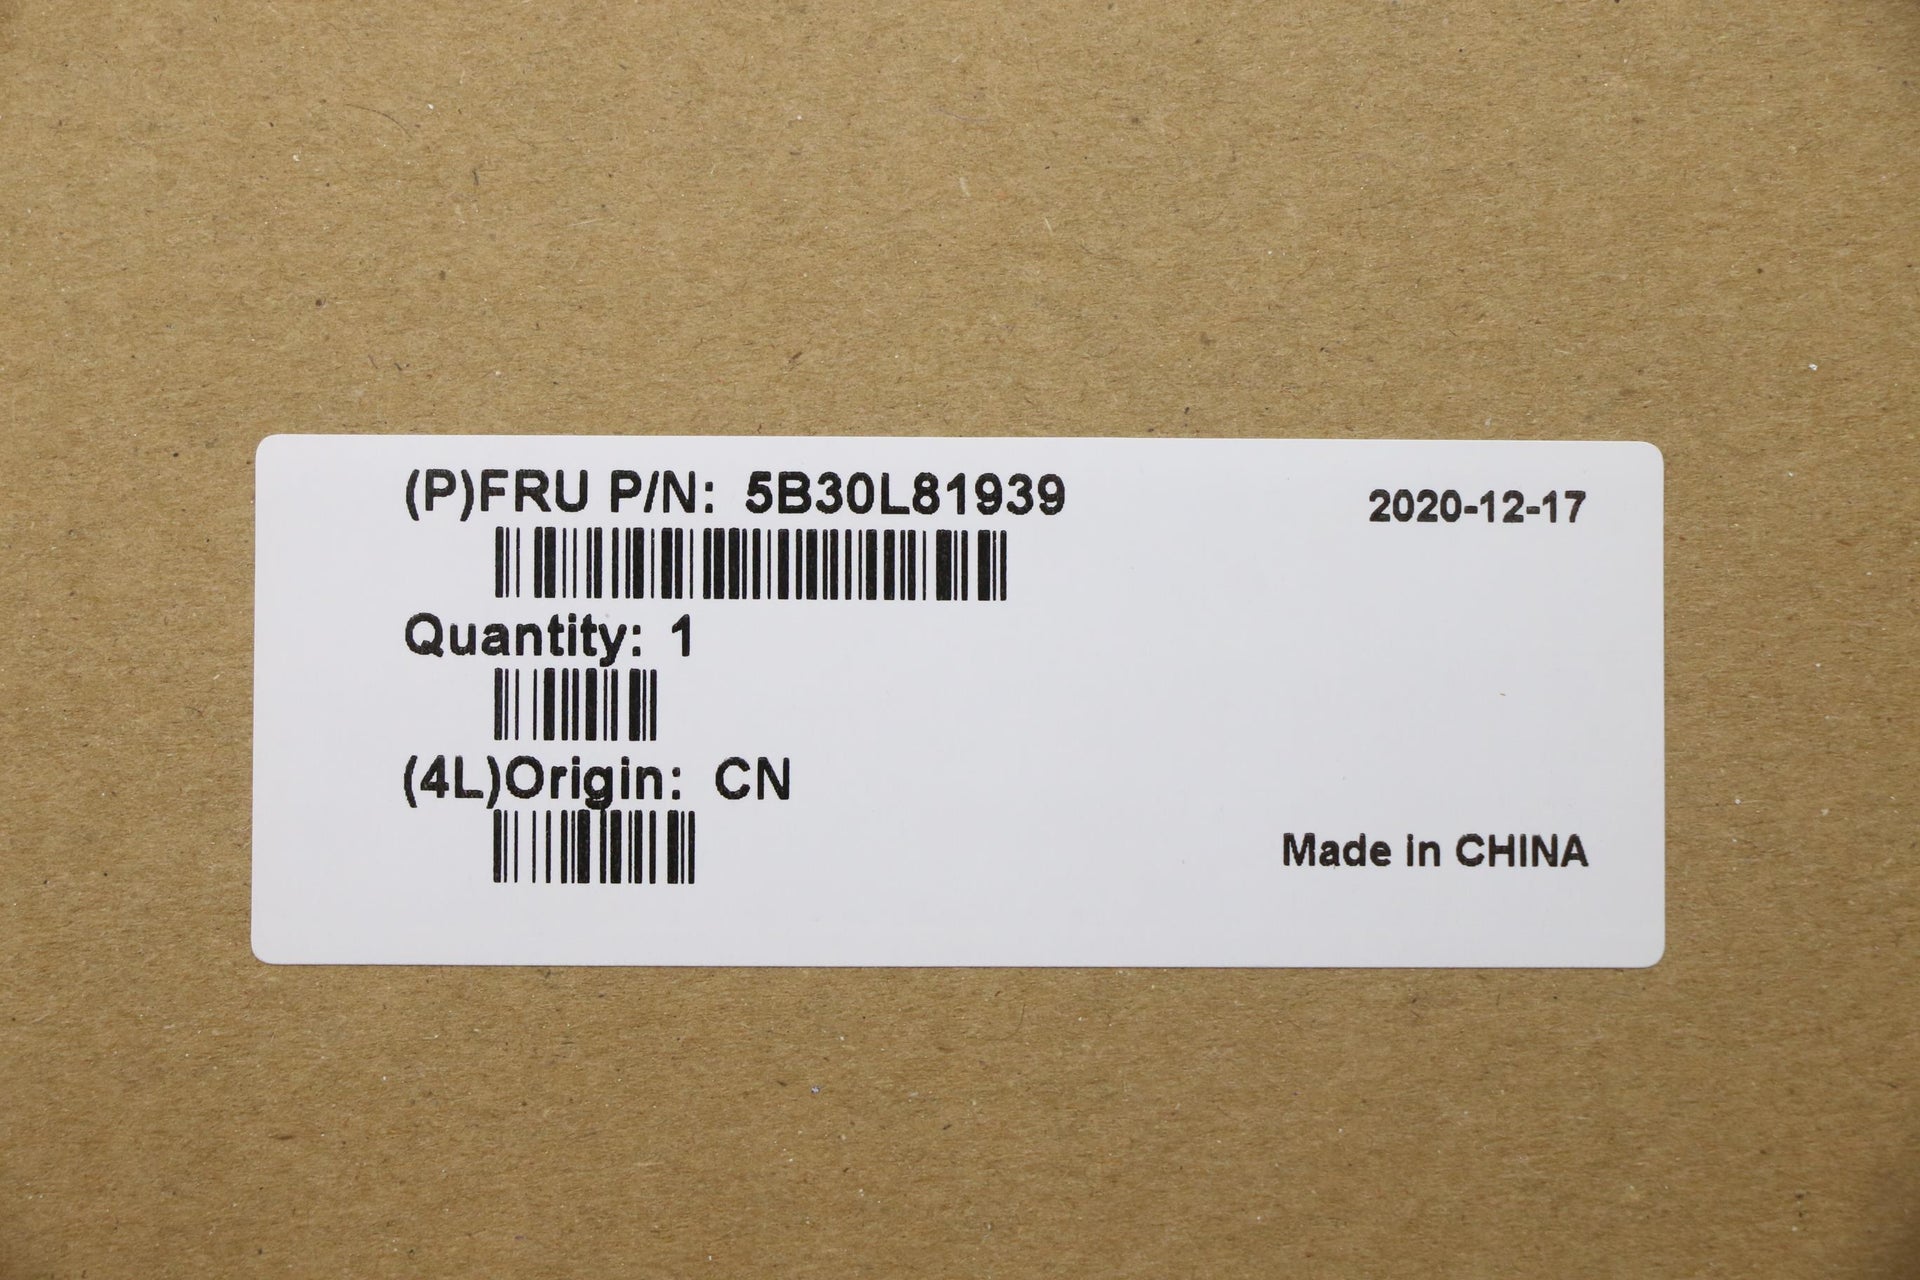 (P)FRU P/N: 5B30L81939
2020-12-17
Quantity: 1
(4L)Origin: CN
Made in CHINA